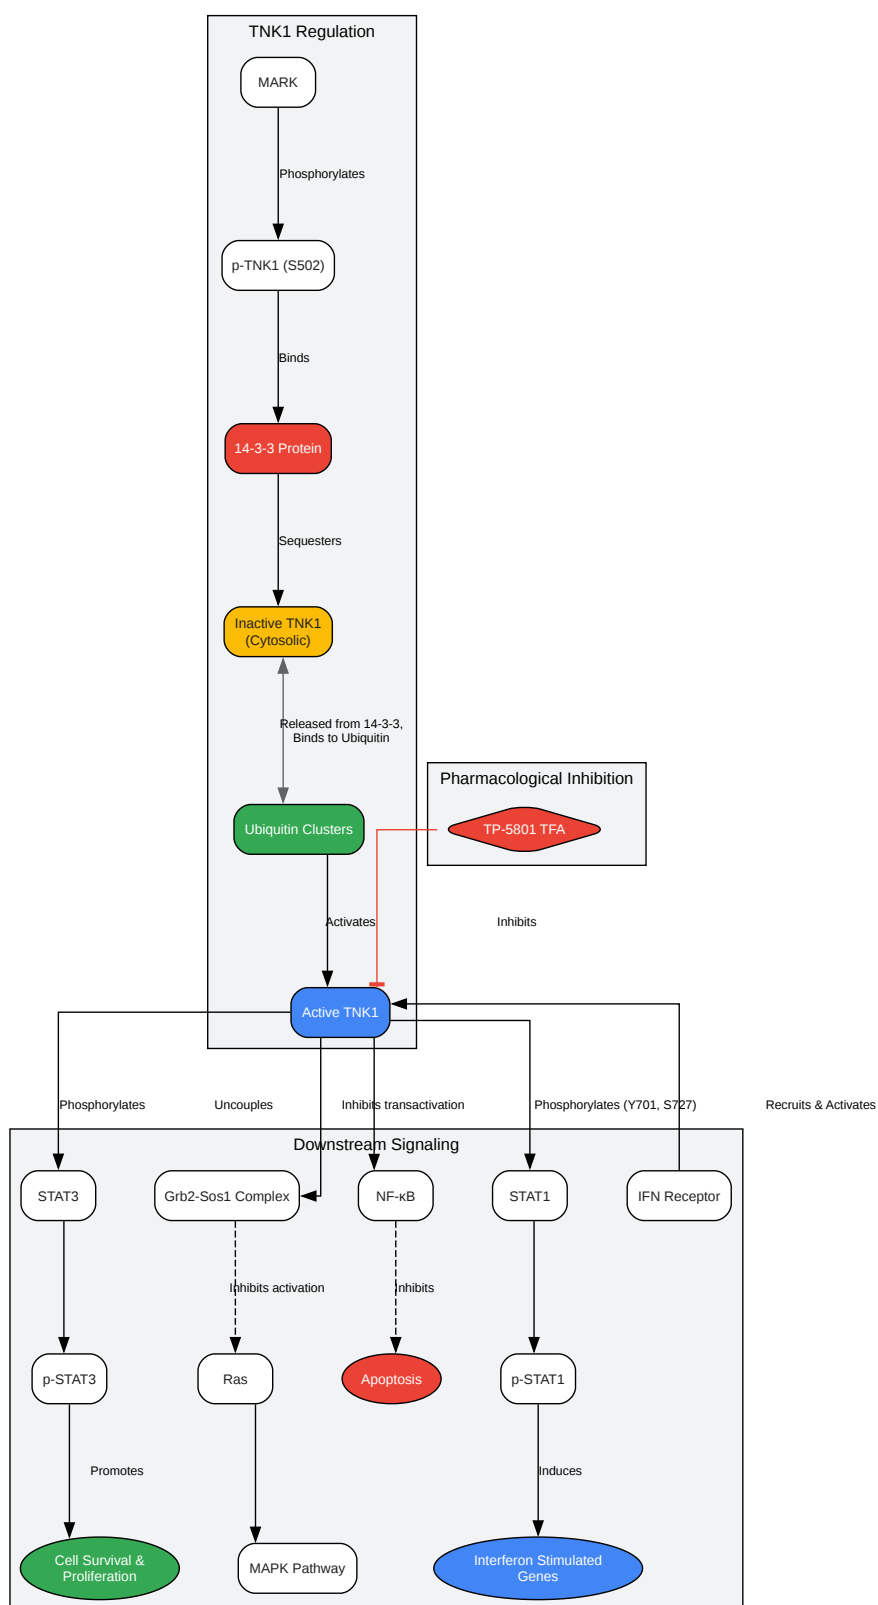 TNK1 Regulation
MARK
Phosphorylates
p-TNK1 (S502)
Binds
14-3-3 Protein
Sequesters
Inactive TNK1
(Cytosolic)
Released from 14-3-3,
Binds to Ubiquitin
Pharmacological Inhibition
Ubiquitin Clusters
TP-5801 TFA
Activates
Inhibits
Active TNK1
Phosphorylates
Uncouples
Inhibits transactivation
Phosphorylates (Y701, S727)
Recruits & Activates
Downstream Signaling
STAT3
Grb2-Sos1 Complex
NF-κB
STAT1
IFN Receptor
Inhibits activation
Inhibits
p-STAT3
Ras
Apoptosis
p-STAT1
Promotes
Induces
Cell Survival &
Proliferation
MAPK Pathway
Interferon Stimulated
Genes